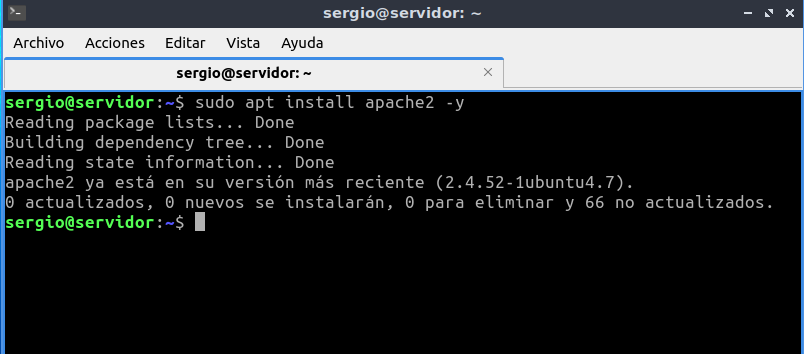 sergio@servidor: ~
Archivo Acciones Editar Vista Ayuda
sergio@servidor: ~
sergio@servidor:~$ sudo apt install apache2 -y
Reading package lists... Done
Building dependency tree... Done
Reading state information... Done
apache2 ya está en su versión más reciente (2.4.52-1ubuntu4.7).
0 actualizados, 0 nuevos se instalarán, 0 para eliminar y 66 no actualizados.
sergio@servidor:~$